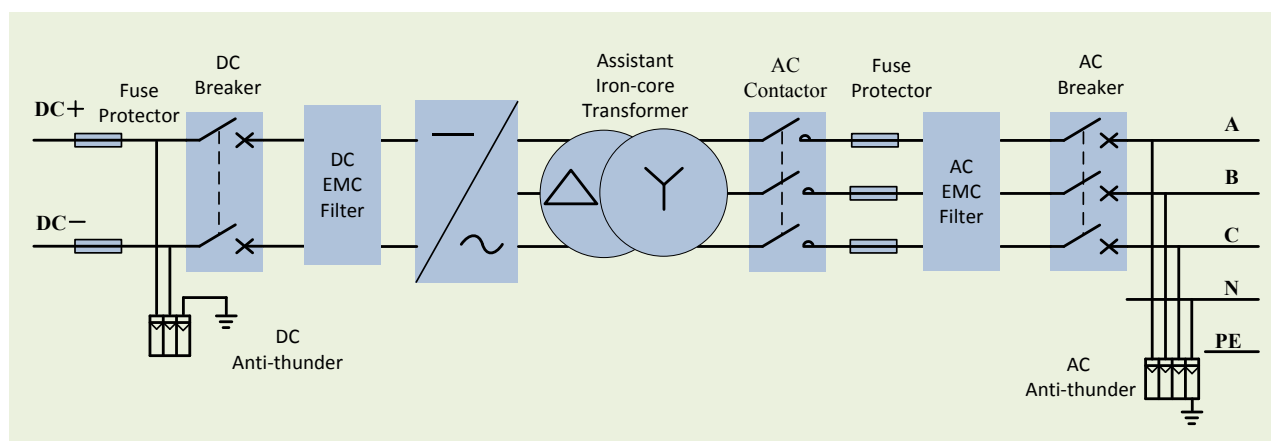 DC+
Fuse
Protector
DC
Breaker
DC
EMC
Filter
Assistant
Iron-core
Transformer
AC
Contactor
Fuse
Protector
AC
EMC
Filter
AC
Breaker
A
B
C
N
PE
DC−
DC
Anti-thunder
AC
Anti-thunder